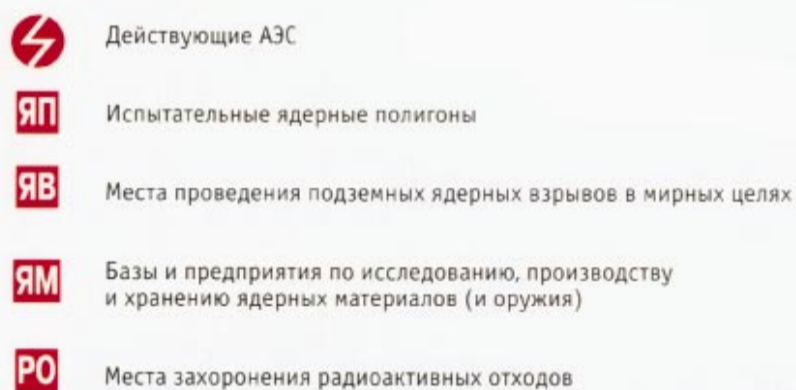 Действующие АЭС
ЯП Испытательные ядерные полигоны
ЯВ Места проведения подземных ядерных взрывов в мирных целях
ЯМ Базы и предприятия по исследованию, производству
и хранению ядерных материалов (и оружия)
РО Места захоронения радиоактивных отходов